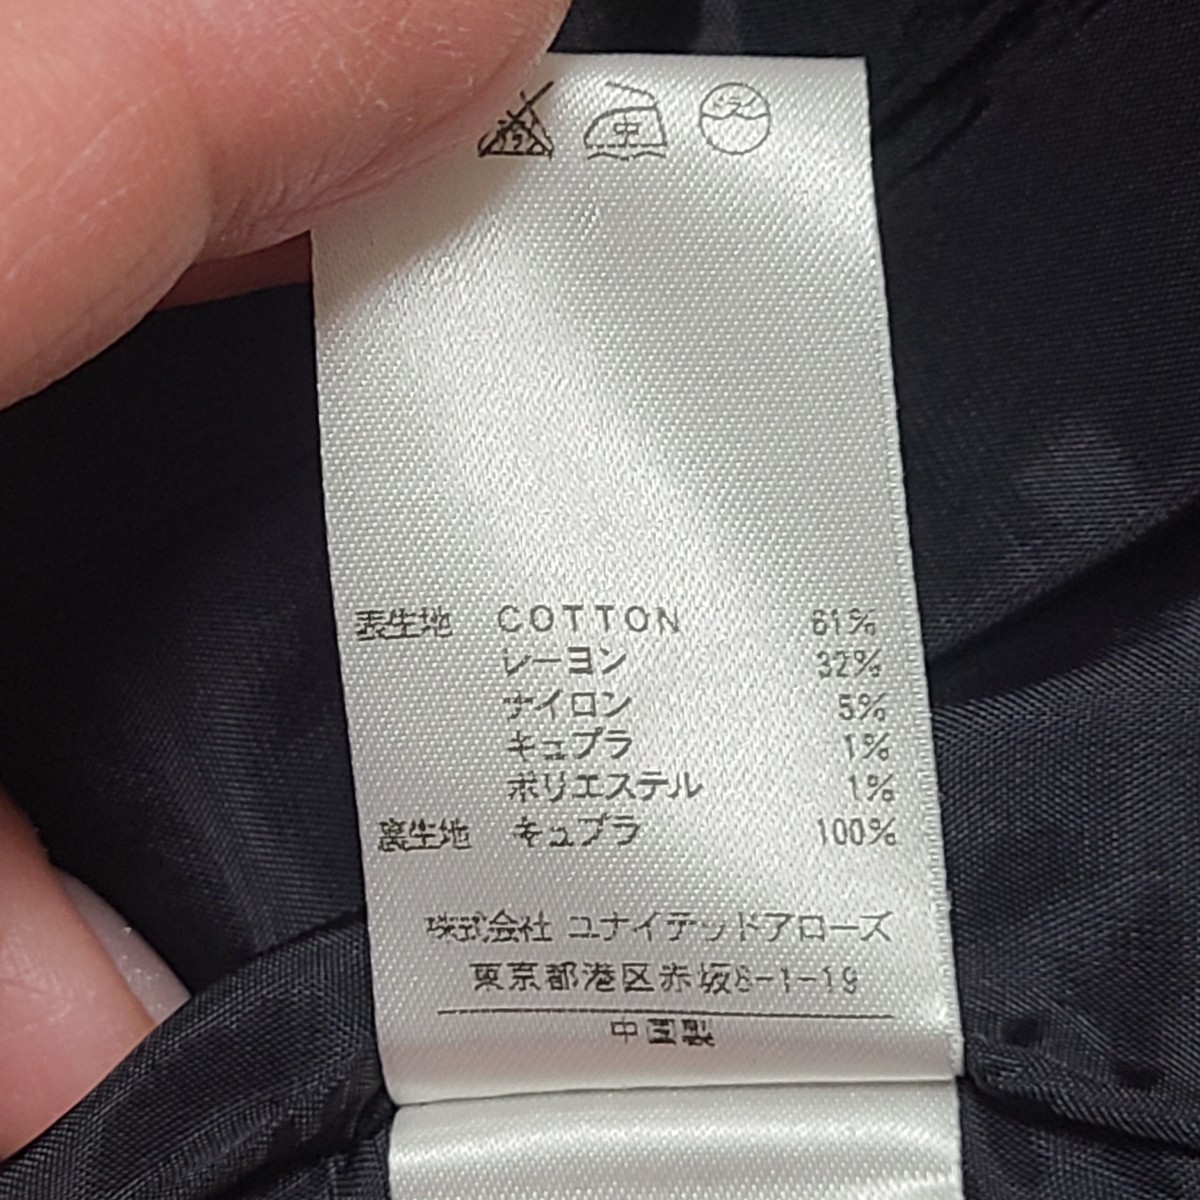 中
表生地 COTTON 61%
レーヨン 32%
ナイロン 5%
キュプラ 1%
ポリエステル 1%
裏生地 キュプラ 100%
株式会社 ユナイテッドアローズ
東京都港区赤坂8-1-19
中国製